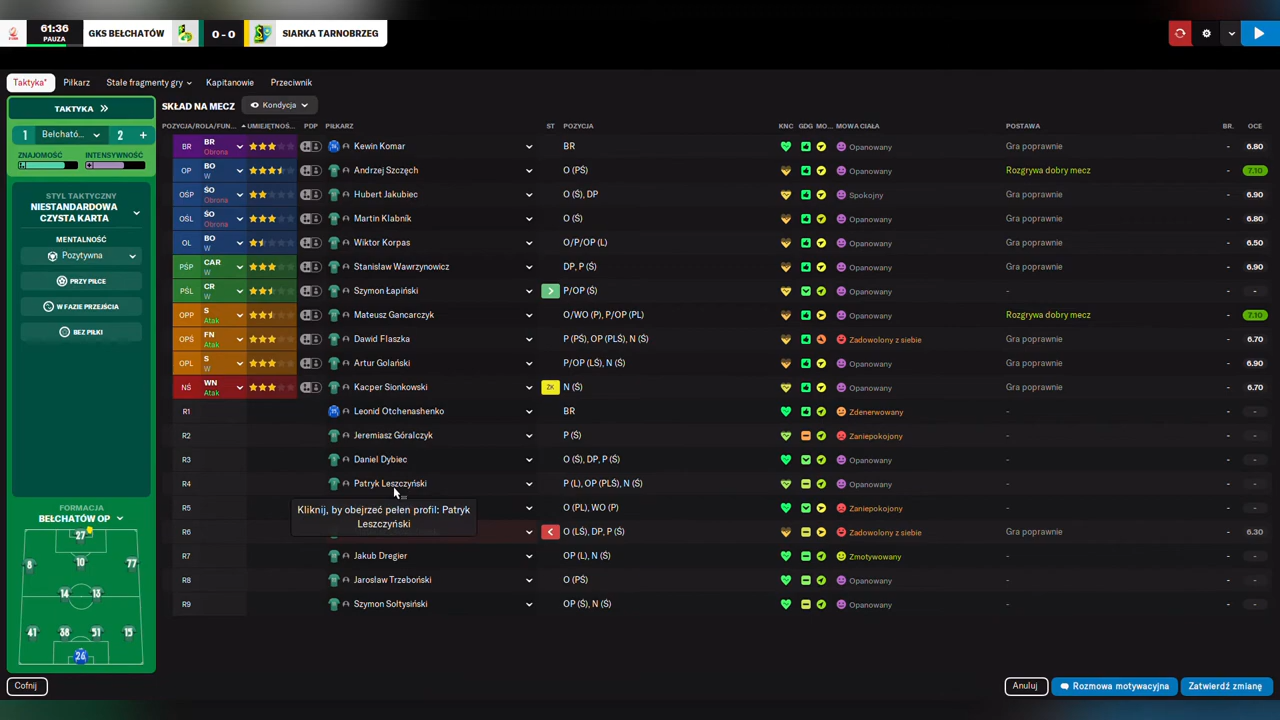 61:36
PAUZA
GKS BEŁCHATÓW
0 - 0
SIARKA TARNOBRZEG
Taktyka*
Piłkarz
Stałe fragmenty gry
Kapitanowie
Przeciwnik
TAKTYKA
1 Bełcható... 2 +
ZNAJOMOŚĆ INTENSYWNOŚĆ
STYL TAKTYCZNY
NIESTANDARDOWA
CZYSTA KARTA
MENTALNOŚĆ
Pozytywna
PRZY PIŁCE
W FAZIE PRZEJŚCIA
BEZ PIŁKI
FORMACJA
BEŁCHATÓW OP
27
8 10 77
14 13
41 38 51 15
26
SKŁAD NA MECZ Kondycja
POZYCJA/ROLA/FUN... UMIEJĘTNOŚ... PDP PIŁKARZ ST POZYCJA KNC GDG MO... MOWA CIAŁA POSTAWA BR. OCE
BR BR Obrona Kewin Komar BR Opanowany Gra poprawnie - 6.80
OP BO W Andrzej Szczęch O (PŚ) Opanowany Rozgrywa dobry mecz - 7.10
OŚP ŚO Obrona Hubert Jakubiec O (Ś), DP Spokojny Gra poprawnie - 6.90
OŚL ŚO Obrona Martin Klabnik O (Ś) Opanowany Gra poprawnie - 6.80
OL BO W Wiktor Korpas O/P/OP (L) Opanowany Gra poprawnie - 6.50
PŚP CAR W Stanisław Wawrzynowicz DP, P (Ś) Opanowany Gra poprawnie - 6.90
PŚL CR W Szymon Łapiński P/OP (Ś) Opanowany - - -
OPP S Atak Mateusz Gancarczyk O/WO (P), P/OP (PL) Opanowany Rozgrywa dobry mecz - 7.10
OPŚ FN Atak Dawid Flaszka P (PŚ), OP (PLŚ), N (Ś) Zadowolony z siebie Gra poprawnie - 6.70
OPL S W Artur Golański P/OP (LŚ), N (Ś) Opanowany Gra poprawnie - 6.90
NŚ WN Atak Kacper Sionkowski ŻK N (Ś) Opanowany Gra poprawnie - 6.70
R1 Leonid Otchenashenko BR Zdenerwowany - - -
R2 Jeremiasz Góralczyk P (Ś) Zaniepokojony - - -
R3 Daniel Dybiec O (Ś), DP, P (Ś) Opanowany - - -
R4 Patryk Leszczyński P (L), OP (PLŚ), N (Ś) Opanowany - - -
R5 O (PL), WO (P) Zaniepokojony - - -
R6 O (LŚ), DP, P (Ś) Zadowolony z siebie - - 6.30
R7 Jakub Dregier OP (L), N (Ś) Zmotywowany - - -
R8 Jarosław Trzeboński O (PŚ) Opanowany - - -
R9 Szymon Sołtysiński OP (Ś), N (Ś) Opanowany - - -
Kliknij, by obejrzeć pełen profil: Patryk
Leszczyński
Cofnij
Anuluj
Rozmowa motywacyjna
Zatwierdź zmianę